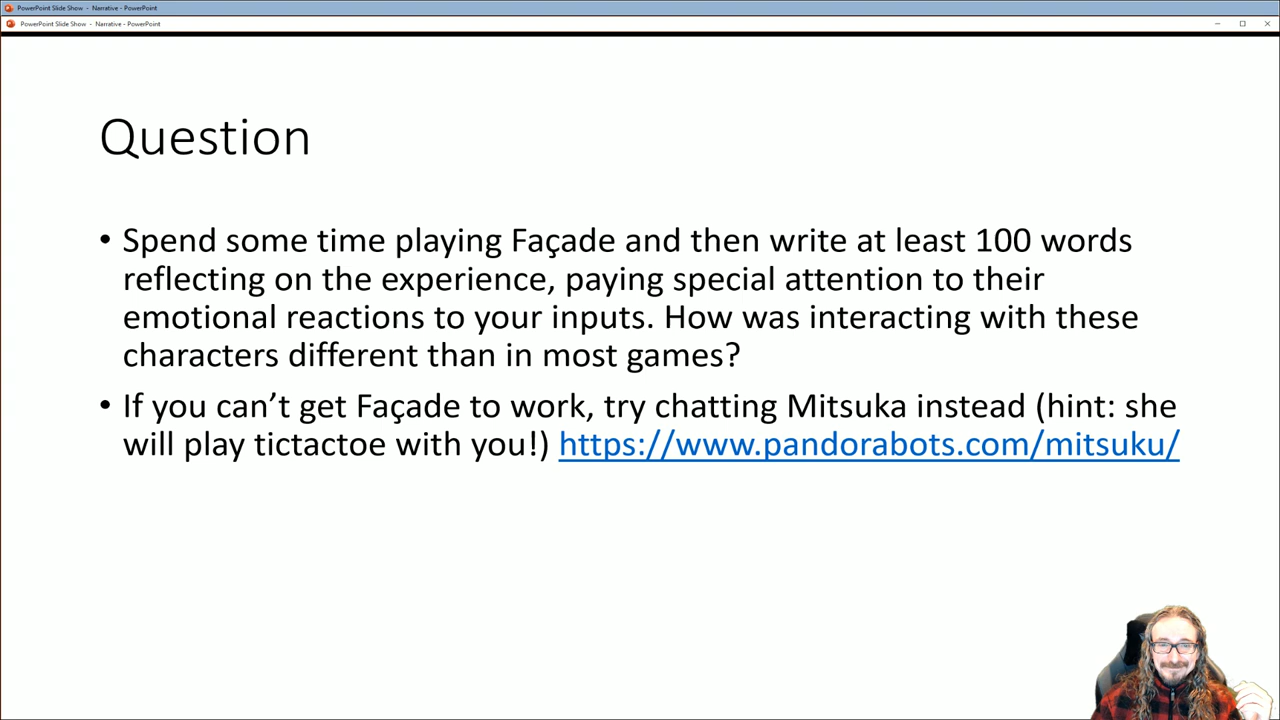 PowerPoint Slide Show - Narrative - PowerPoint
PowerPoint Slide Show - Narrative - PowerPoint
Question
• Spend some time playing Façade and then write at least 100 words
reflecting on the experience, paying special attention to their
emotional reactions to your inputs. How was interacting with these
characters different than in most games?
• If you can’t get Façade to work, try chatting Mitsuka instead (hint: she
will play tictactoe with you!) https://www.pandorabots.com/mitsuku/